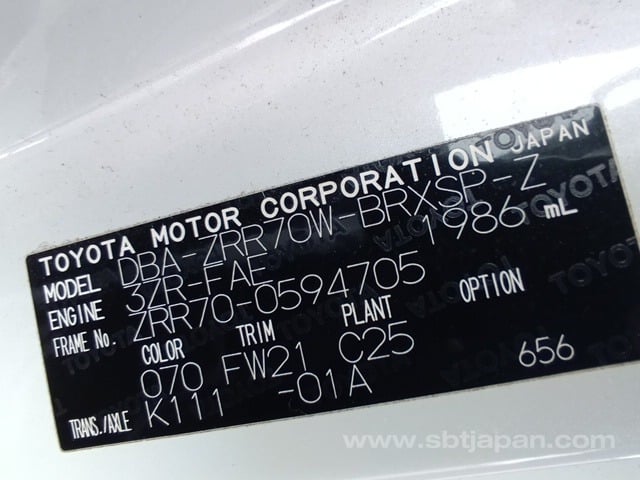 TOYOTA MOTOR CORPORATION JAPAN
MODEL DBA-ZRR70W-BRXSP-Z
ENGINE 3ZR-FAE 1986 mL
FRAME No. ZRR70-0594705
COLOR TRIM PLANT OPTION
070 FW21 C25
TRANS./AXLE K111 -01A 656
www.sbtjapan.com